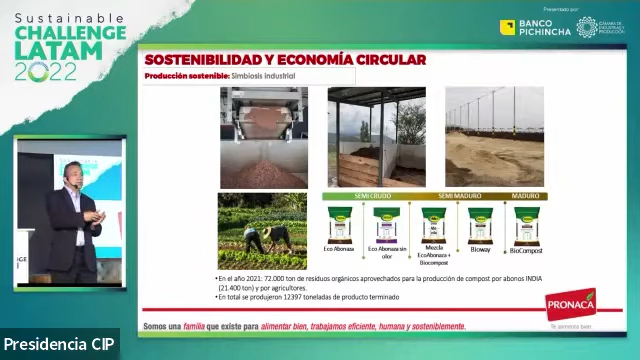 Sustainable
CHALLENGE
LATAM
2022
Presentado por
BANCO
PICHINCHA
CÁMARA DE
INDUSTRIAS Y
PRODUCCIÓN
SOSTENIBILIDAD Y ECONOMÍA CIRCULAR
Producción sostenible: Simbiosis industrial
SEMI CRUDO
SEMI MADURO
MADURO
Eco Abonaza
Eco Abonaza sin
olor
Mezcla
EcoAbonaza +
Biocompost
Bioway
BioCompost
• En el año 2021: 72.000 ton de residuos orgánicos aprovechados para la producción de compost por abonos INDIA
(21.400 ton) y por agricultores.
• En total se produjeron 12397 toneladas de producto terminado
PRONACA
Te alimenta bien
Somos una familia que existe para alimentar bien, trabajamos eficiente, humana y sosteniblemente.
Presidencia CIP